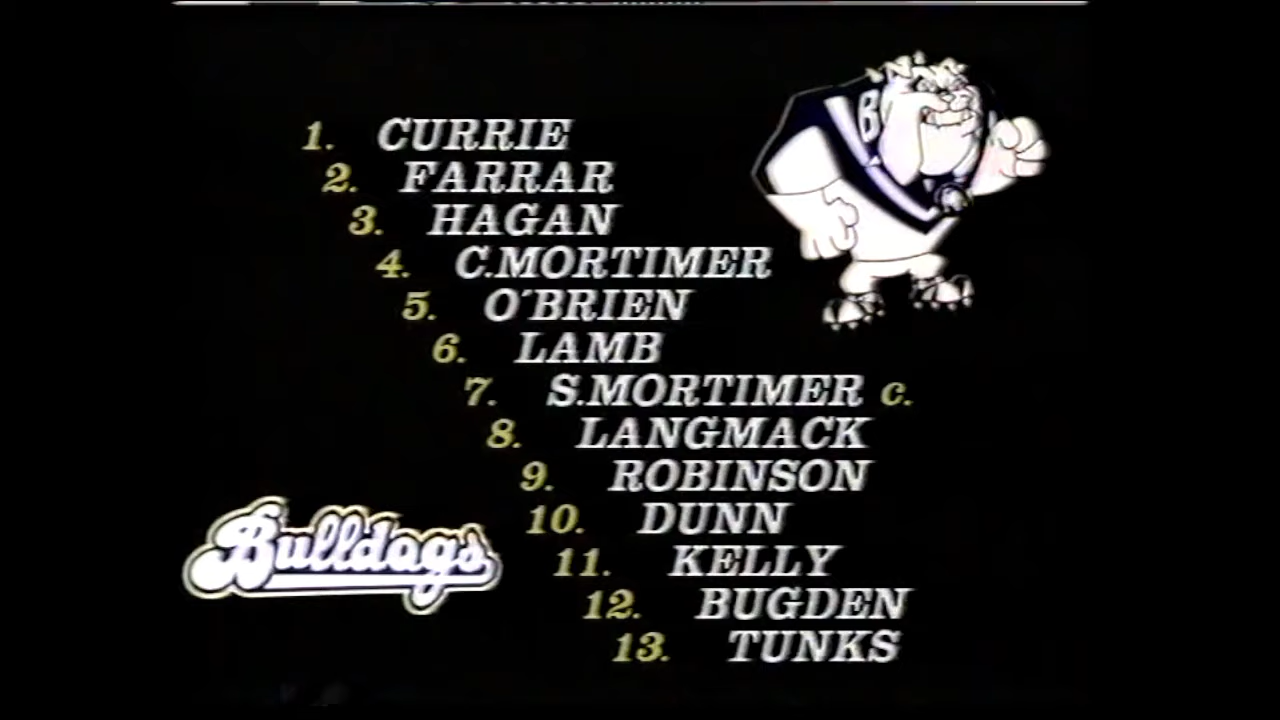 B
1. CURRIE
2. FARRAR
3. HAGAN
4. C.MORTIMER
5. O'BRIEN
6. LAMB
7. S.MORTIMER c.
8. LANGMACK
9. ROBINSON
10. DUNN
11. KELLY
12. BUGDEN
13. TUNKS
Bulldogs